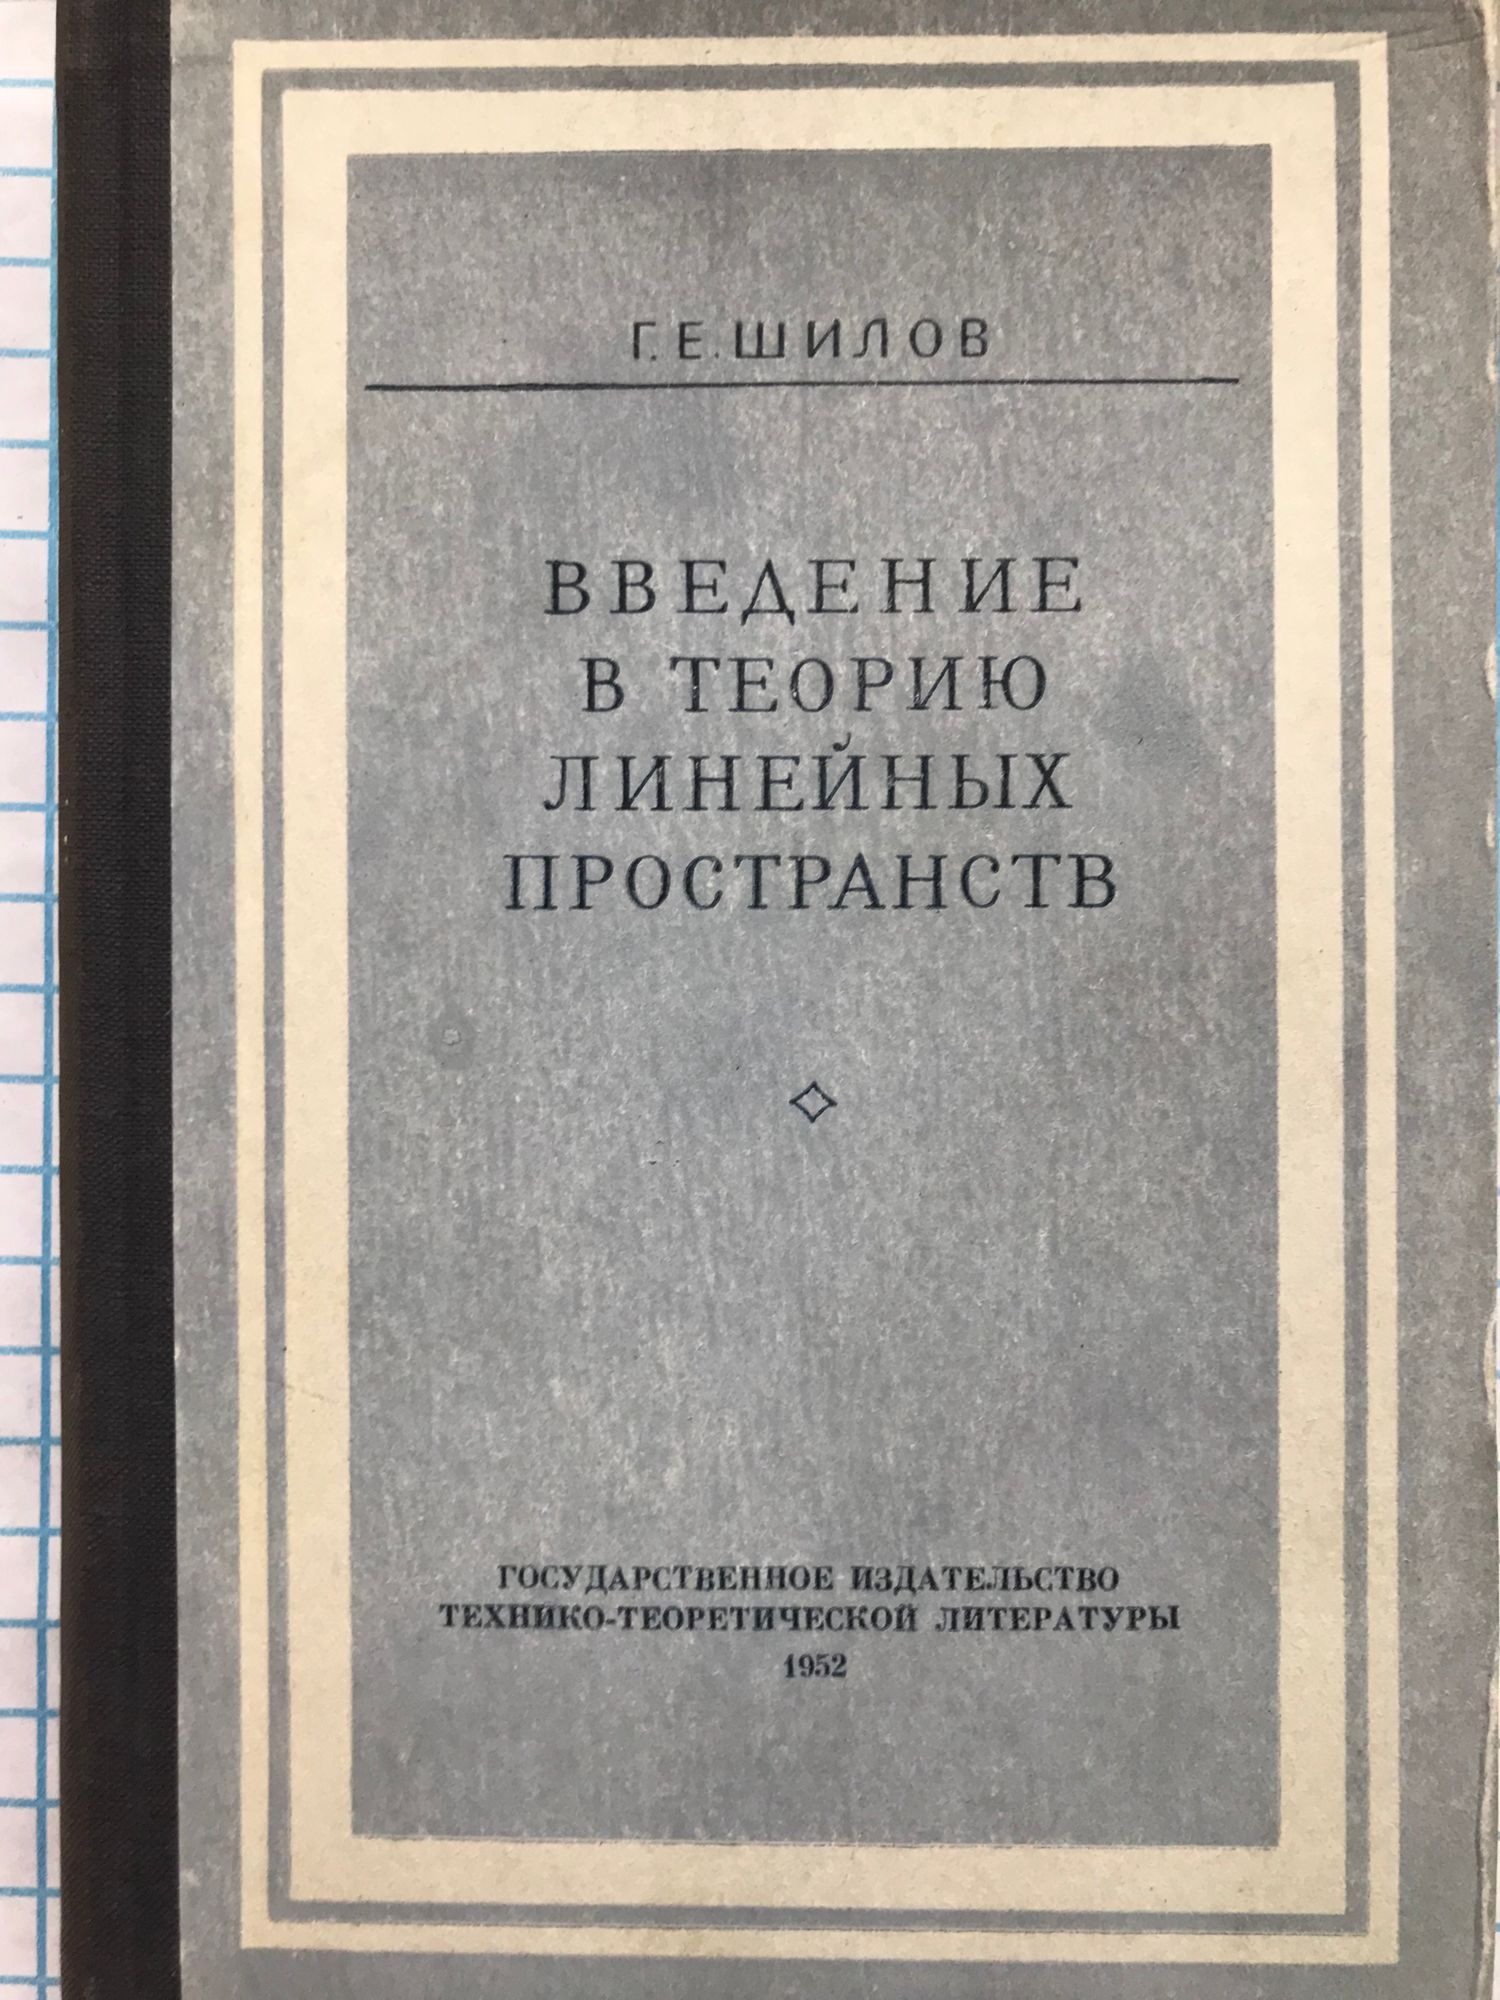 Г. Е. ШИЛОВ
ВВЕДЕНИЕ
В ТЕОРИЮ
ЛИНЕЙНЫХ
ПРОСТРАНСТВ
ГОСУДАРСТВЕННОЕ ИЗДАТЕЛЬСТВО
ТЕХНИКО-ТЕОРЕТИЧЕСКОЙ ЛИТЕРАТУРЫ
1952